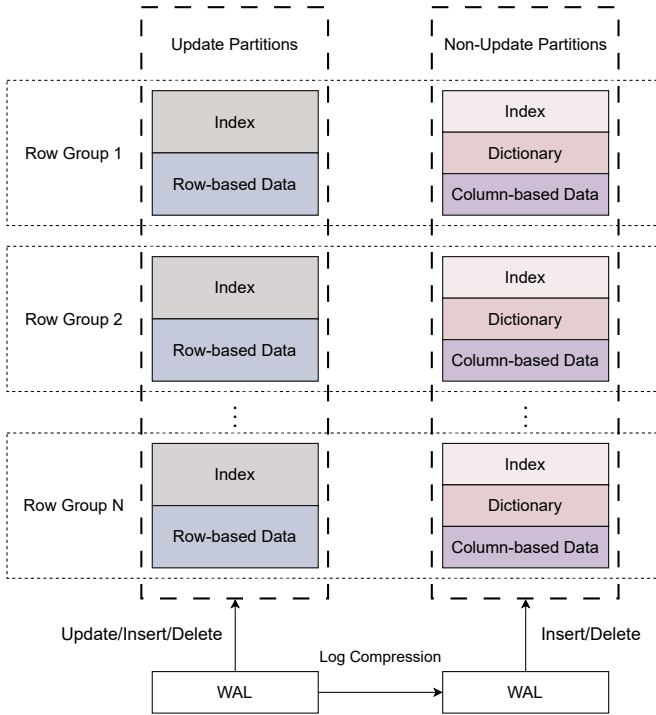 Update Partitions
Non-Update Partitions
Row Group 1
Index
Row-based Data
Index
Dictionary
Column-based Data
Row Group 2
Index
Row-based Data
Index
Dictionary
Column-based Data
Row Group N
Index
Row-based Data
Index
Dictionary
Column-based Data
Update/Insert/Delete
Insert/Delete
Log Compression
WAL
WAL